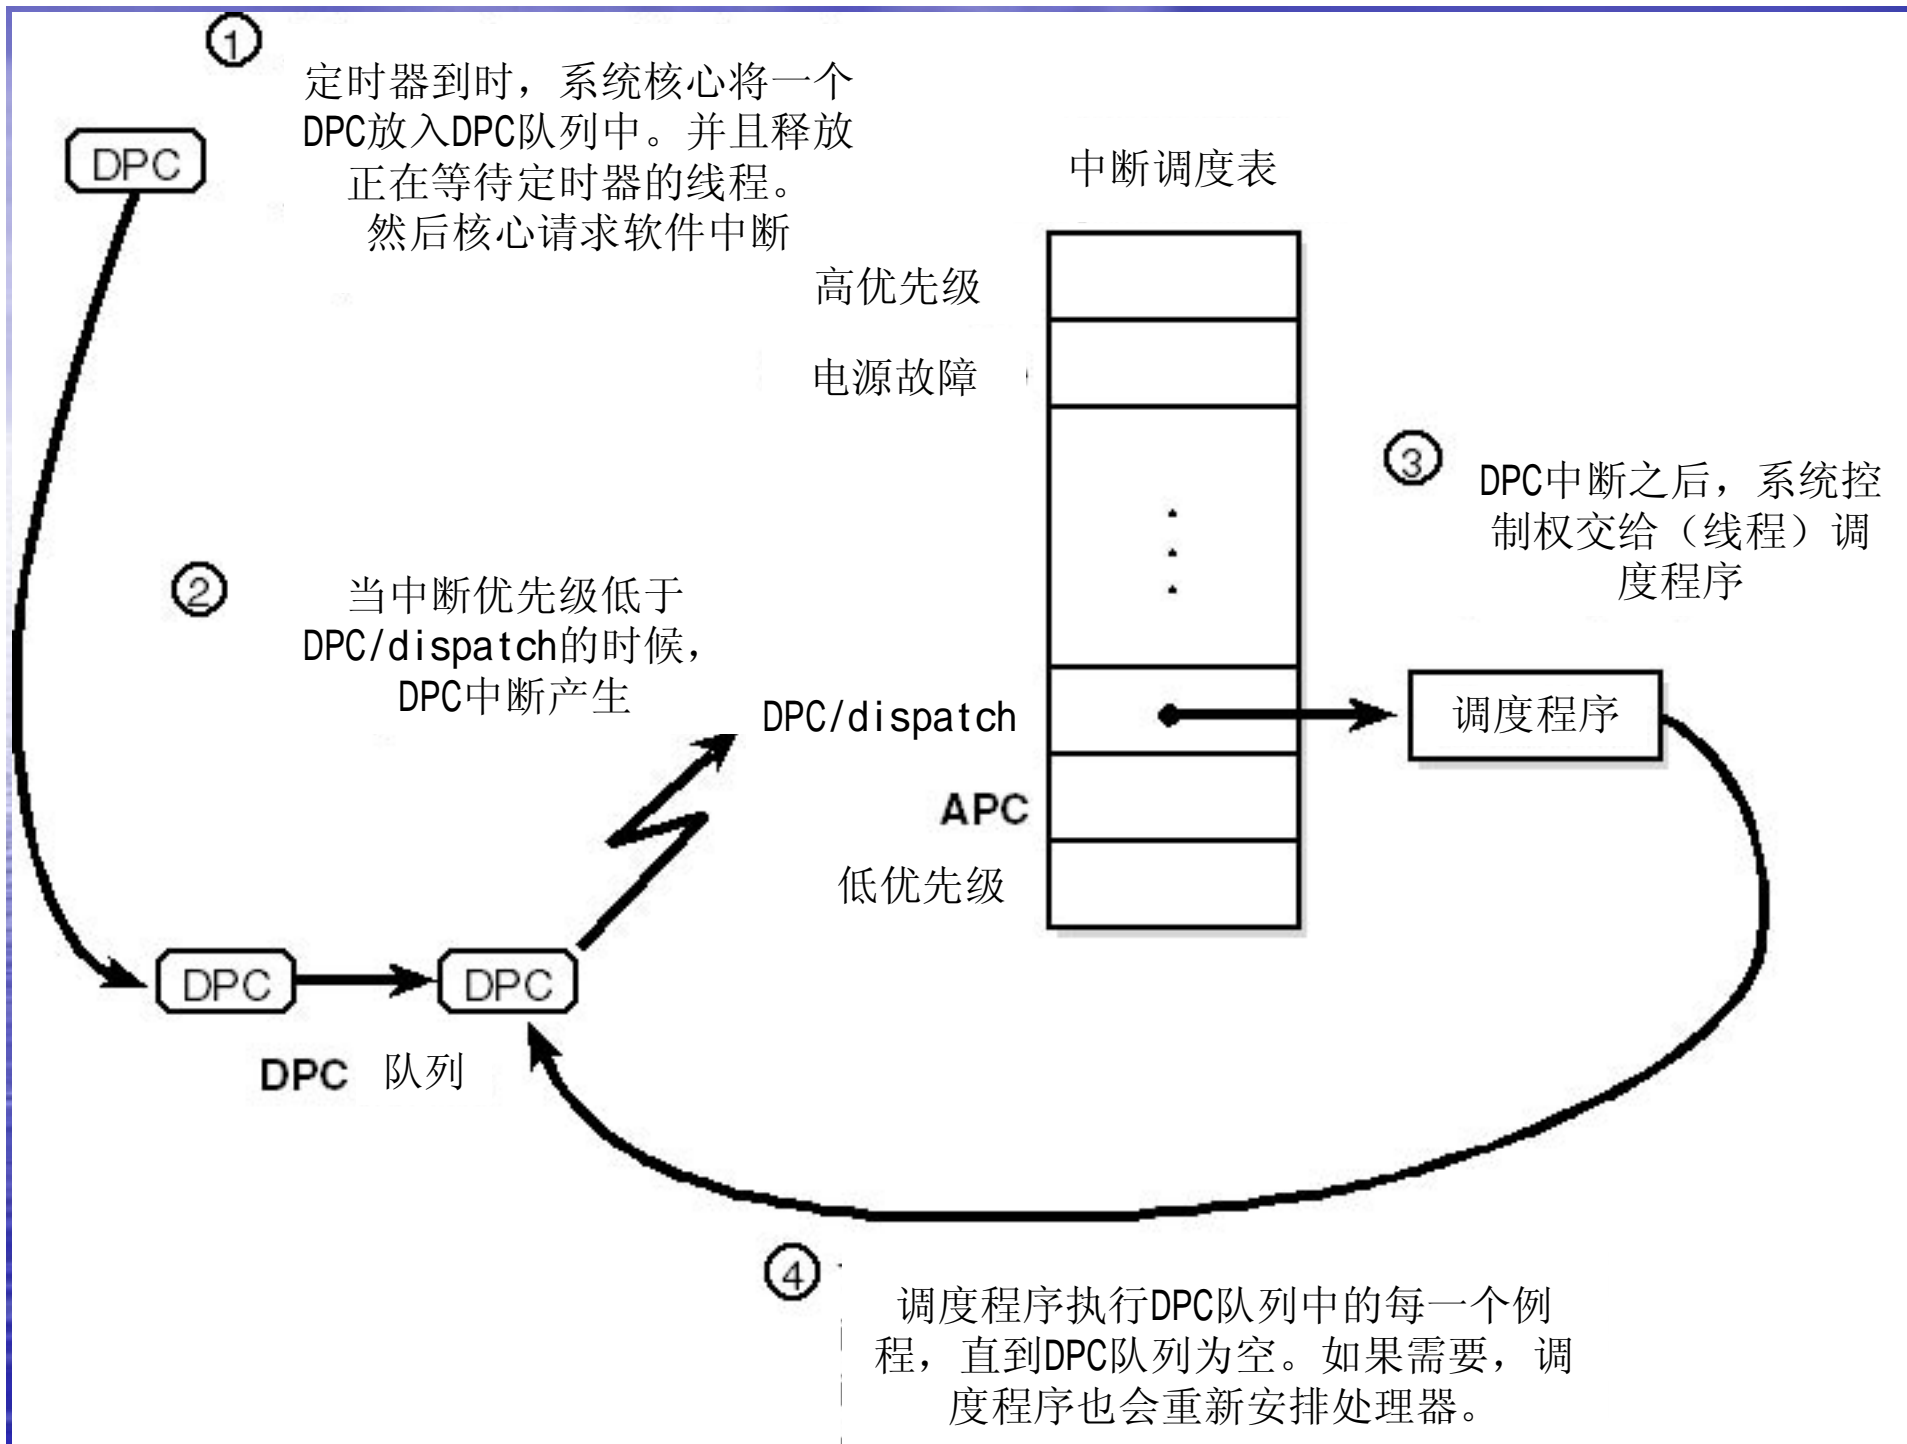 ①
定时器到时，系统核心将一个
DPC放入DPC队列中。并且释放
正在等待定时器的线程。
然后核心请求软件中断
DPC
中断调度表
高优先级
电源故障
③
DPC中断之后，系统控
制权交给（线程）调
度程序
②
当中断优先级低于
DPC/dispatch的时候，
DPC中断产生
DPC/dispatch
调度程序
APC
低优先级
DPC
DPC
DPC 队列
④
调度程序执行DPC队列中的每一个例
程，直到DPC队列为空。如果需要，调
度程序也会重新安排处理器。